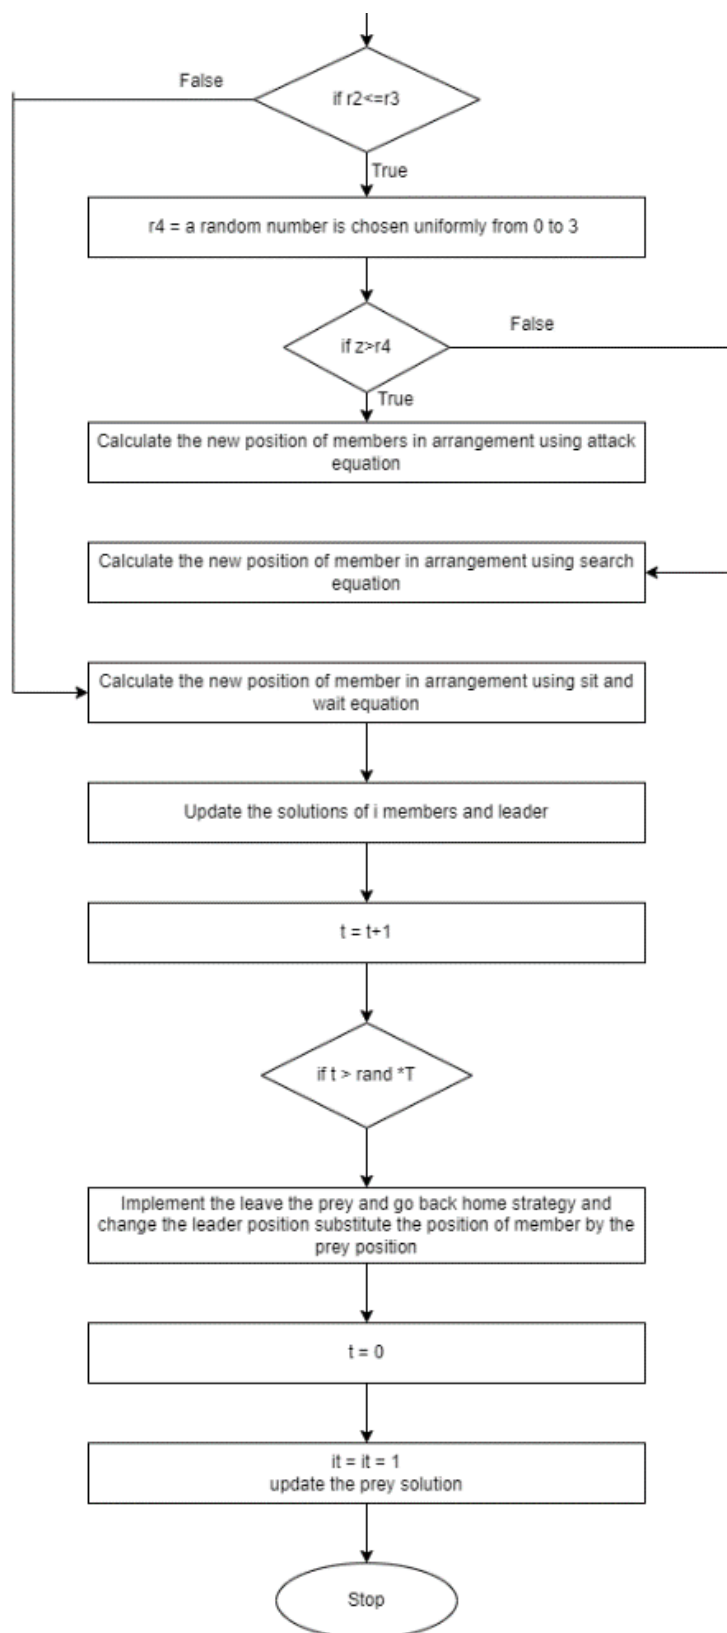 False
if r2<=r3
True
r4 = a random number is chosen uniformly from 0 to 3
False
if z>r4
True
Calculate the new position of members in arrangement using attack
equation
Calculate the new position of member in arrangement using search
equation
Calculate the new position of member in arrangement using sit and
wait equation
Update the solutions of i members and leader
t = t+1
if t > rand *T
Implement the leave the prey and go back home strategy and
change the leader position substitute the position of member by the
prey position
t = 0
it = it = 1
update the prey solution
Stop